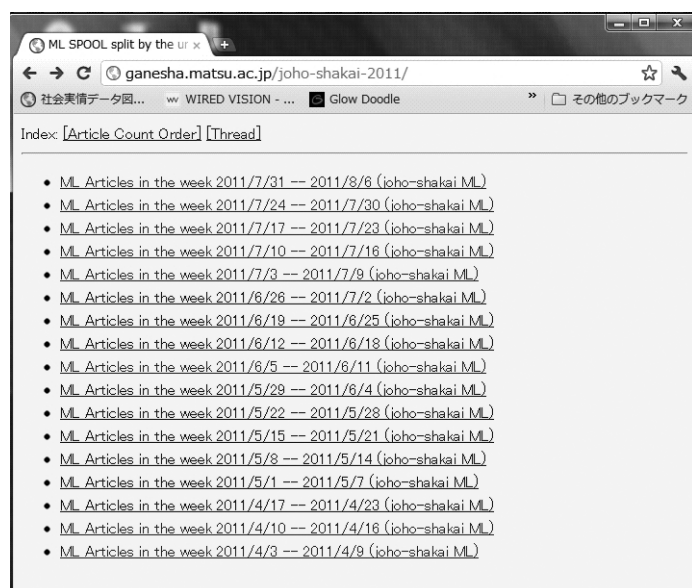 ML SPOOL split by the ur
ganesha.matsu.ac.jp/joho-shakai-2011/
社会実情データ図... WIRED VISION - ... Glow Doodle » その他のブックマーク
Index: [Article Count Order] [Thread]
ML Articles in the week 2011/7/31 -- 2011/8/6 (joho-shakai ML)
ML Articles in the week 2011/7/24 -- 2011/7/30 (joho-shakai ML)
ML Articles in the week 2011/7/17 -- 2011/7/23 (joho-shakai ML)
ML Articles in the week 2011/7/10 -- 2011/7/16 (joho-shakai ML)
ML Articles in the week 2011/7/3 -- 2011/7/9 (joho-shakai ML)
ML Articles in the week 2011/6/26 -- 2011/7/2 (joho-shakai ML)
ML Articles in the week 2011/6/19 -- 2011/6/25 (joho-shakai ML)
ML Articles in the week 2011/6/12 -- 2011/6/18 (joho-shakai ML)
ML Articles in the week 2011/6/5 -- 2011/6/11 (joho-shakai ML)
ML Articles in the week 2011/5/29 -- 2011/6/4 (joho-shakai ML)
ML Articles in the week 2011/5/22 -- 2011/5/28 (joho-shakai ML)
ML Articles in the week 2011/5/15 -- 2011/5/21 (joho-shakai ML)
ML Articles in the week 2011/5/8 -- 2011/5/14 (joho-shakai ML)
ML Articles in the week 2011/5/1 -- 2011/5/7 (joho-shakai ML)
ML Articles in the week 2011/4/17 -- 2011/4/23 (joho-shakai ML)
ML Articles in the week 2011/4/10 -- 2011/4/16 (joho-shakai ML)
ML Articles in the week 2011/4/3 -- 2011/4/9 (joho-shakai ML)